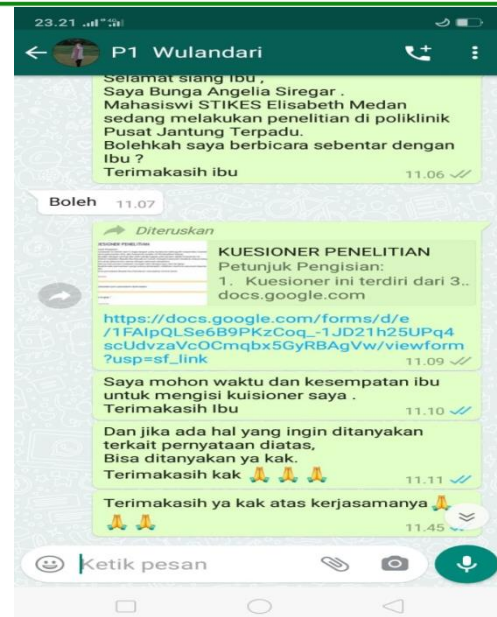 23.21
P1 Wulandari
Selamat siang Ibu ,
Saya Bunga Angelia Siregar .
Mahasiswi STIKES Elisabeth Medan
sedang melakukan penelitian di poliklinik
Pusat Jantung Terpadu.
Bolehkah saya berbicara sebentar dengan
Ibu ?
Terimakasih ibu 11.06
Boleh 11.07
Diteruskan
KUESIONER PENELITIAN
Petunjuk Pengisian:
1. Kuesioner ini terdiri dari 3..
docs.google.com
https://docs.google.com/forms/d/e
/1FAIpQLSe6B9PKzCoq_-1JD21h25UPq4
scUdvzaVcOCmqbx5GyRBAgVw/viewform
?usp=sf_link 11.09
Saya mohon waktu dan kesempatan ibu
untuk mengisi kuisioner saya .
Terimakasih Ibu 11.10
Dan jika ada hal yang ingin ditanyakan
terkait pernyataan diatas,
Bisa ditanyakan ya kak.
Terimakasih kak 🙏 🙏 🙏 11.11
Terimakasih ya kak atas kerjasamanya 🙏
🙏 🙏 11.45
Ketik pesan